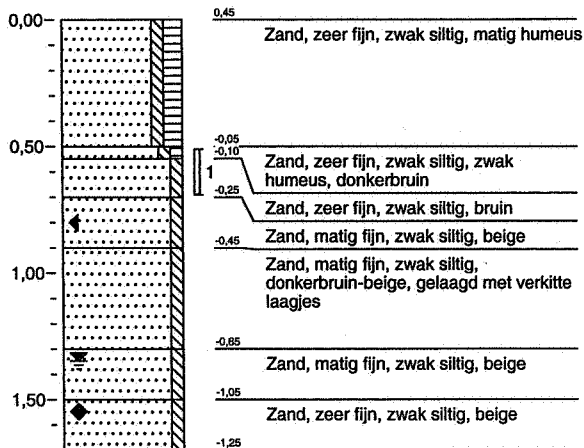 0,45
0,00
Zand, zeer fijn, zwak siltig, matig humeus
0,50
-0,05
-0,10
1
Zand, zeer fijn, zwak siltig, zwak
humeus, donkerbruin
-0,25
Zand, zeer fijn, zwak siltig, bruin
Zand, matig fijn, zwak siltig, beige
-0,45
1,00
Zand, matig fijn, zwak siltig,
donkerbruin-beige, gelaagd met verkitte
laagjes
-0,85
Zand, matig fijn, zwak siltig, beige
1,50
-1,05
Zand, zeer fijn, zwak siltig, beige
-1,25